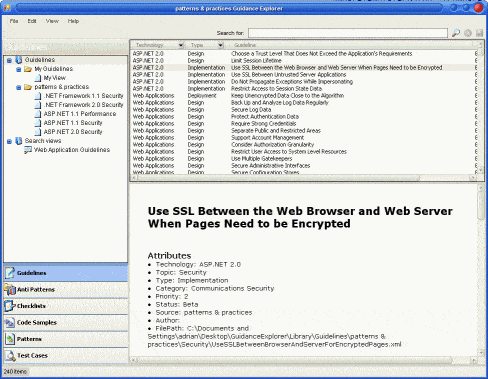 patterns & practices Guidance Explorer
File Edit View Help
Search for:
Guidelines
Guidelines
My Guidelines
My View
patterns & practices
.NET Framework 1.1 Security
.NET Framework 2.0 Security
ASP.NET 1.1 Performance
ASP.NET 1.1 Security
ASP.NET 2.0 Security
Search views
Web Application Guidelines
Technology Type Guideline
ASP.NET 2.0 Design Choose a Trust Level That Does Not Exceed the Application's Requirements
ASP.NET 2.0 Design Limit Session Lifetime
ASP.NET 2.0 Implementation Use SSL Between the Web Browser and Web Server When Pages Need to be Encrypted
ASP.NET 2.0 Implementation Use SSL Between Untrusted Server Applications
ASP.NET 2.0 Implementation Do Not Propagate Exceptions While Impersonating
ASP.NET 2.0 Implementation Restrict Access to Session State Data
Web Applications Deployment Keep Unencrypted Data Close to the Algorithm
Web Applications Design Back Up and Analyze Log Data Regularly
Web Applications Design Secure Log Data
Web Applications Design Protect Authentication Data
Web Applications Design Require Strong Credentials
Web Applications Design Separate Public and Restricted Areas
Web Applications Design Support Account Management
Web Applications Design Consider Authorization Granularity
Web Applications Design Restrict User Access to System Level Resources
Web Applications Design Use Multiple Gatekeepers
Web Applications Design Secure Administrative Interfaces
Web Applications Design Secure Configuration Stores
Use SSL Between the Web Browser and Web Server
When Pages Need to be Encrypted
Attributes
• Technology: ASP.NET 2.0
• Topic: Security
• Type: Implementation
• Category: Communications Security
• Priority: 2
• Status: Beta
• Source: patterns & practices
• Author:
• FilePath: C:\Documents and
Settings\adnan\Desktop\GuidanceExplorer\Library\Guidelines\patterns &
practices\Security\UseSSLBetweenBrowserAndServerForEncryptedPages.xml
Guidelines
Anti Patterns
Checklists
Code Samples
Patterns
Test Cases
240 items